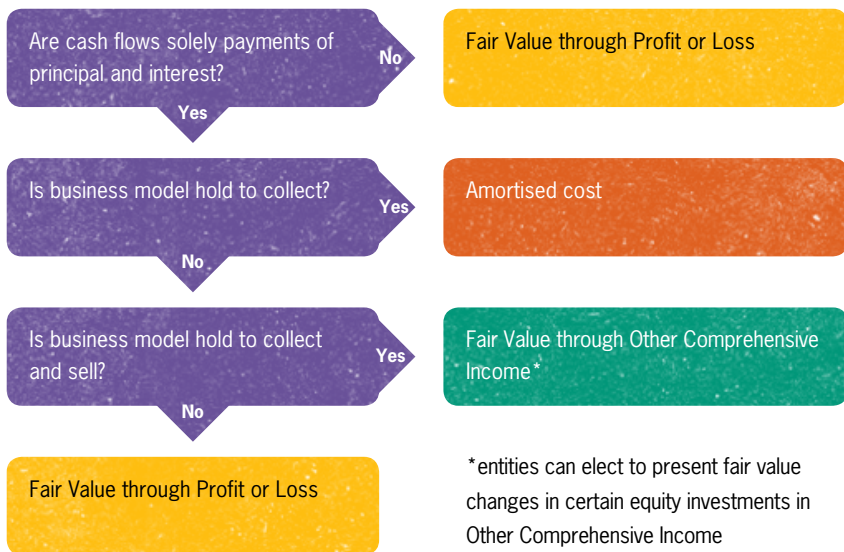 Are cash flows solely payments of
principal and interest?
No
Fair Value through Profit or Loss
Yes
Is business model hold to collect?
Yes
Amortised cost
No
Is business model hold to collect
and sell?
Yes
Fair Value through Other Comprehensive
Income*
No
Fair Value through Profit or Loss
*entities can elect to present fair value
changes in certain equity investments in
Other Comprehensive Income